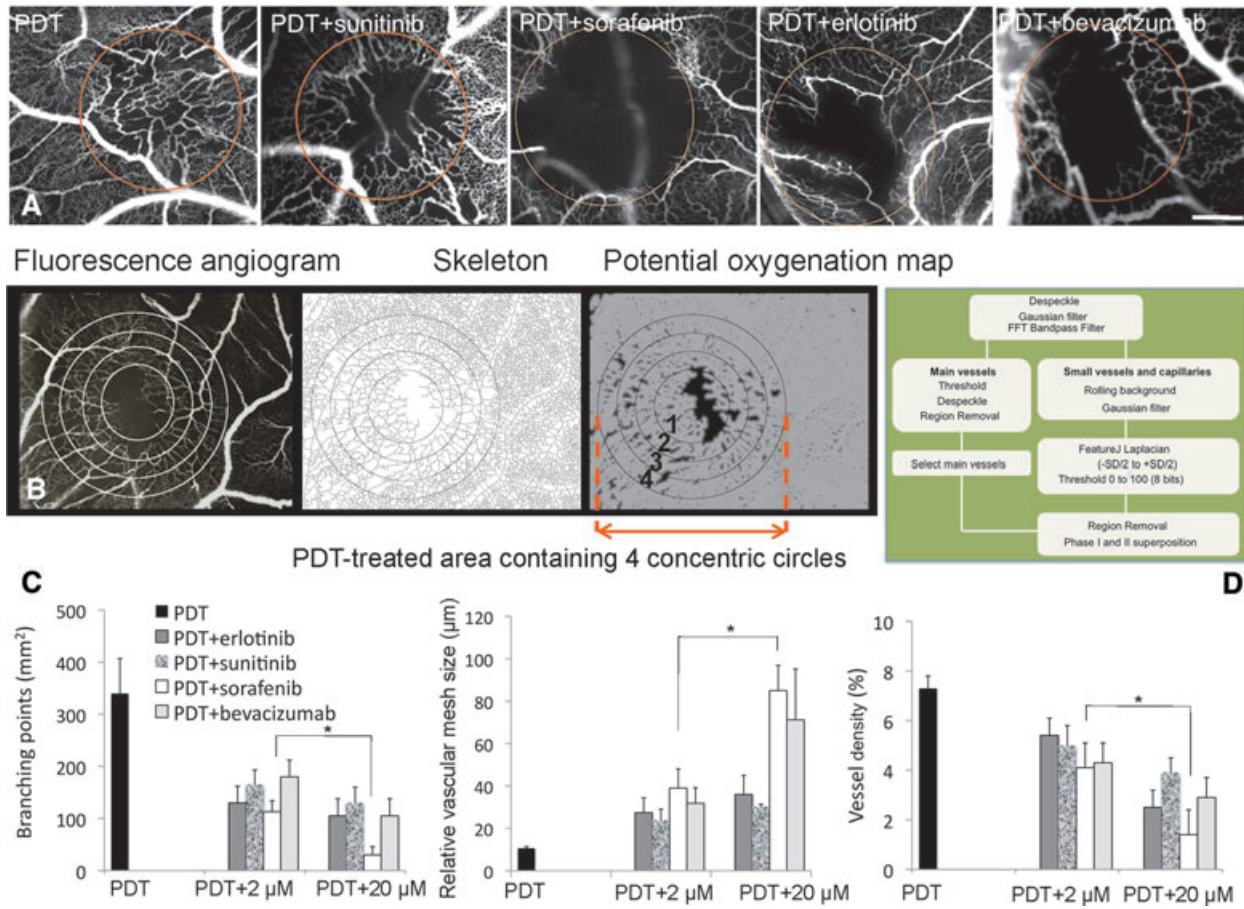 PDT
PDT+sunitinib
PDT+sorafenib
PDT+erlotinib
PDT+bevacizumab
A
Fluorescence angiogram
Skeleton
Potential oxygenation map
B
1
2
3
4
PDT-treated area containing 4 concentric circles
Despeckle
Gaussian filter
FFT Bandpass Filter
Main vessels
Threshold
Despeckle
Region Removal
Select main vessels
Small vessels and capillaries
Rolling background
Gaussian filter
FeatureJ Laplacian
(-SD/2 to +SD/2)
Threshold 0 to 100 (8 bits)
Region Removal
Phase I and II superposition
C
D
Branching points (mm²)
500
400
300
200
100
0
PDT
PDT+erlotinib
PDT+sunitinib
PDT+sorafenib
PDT+bevacizumab
*
PDT
PDT+2 µM
PDT+20 µM
Relative vascular mesh size (µm)
120
100
80
60
40
20
0
*
PDT
PDT+2 µM
PDT+20 µM
Vessel density (%)
10
8
6
4
2
0
*
PDT
PDT+2 µM
PDT+20 µM